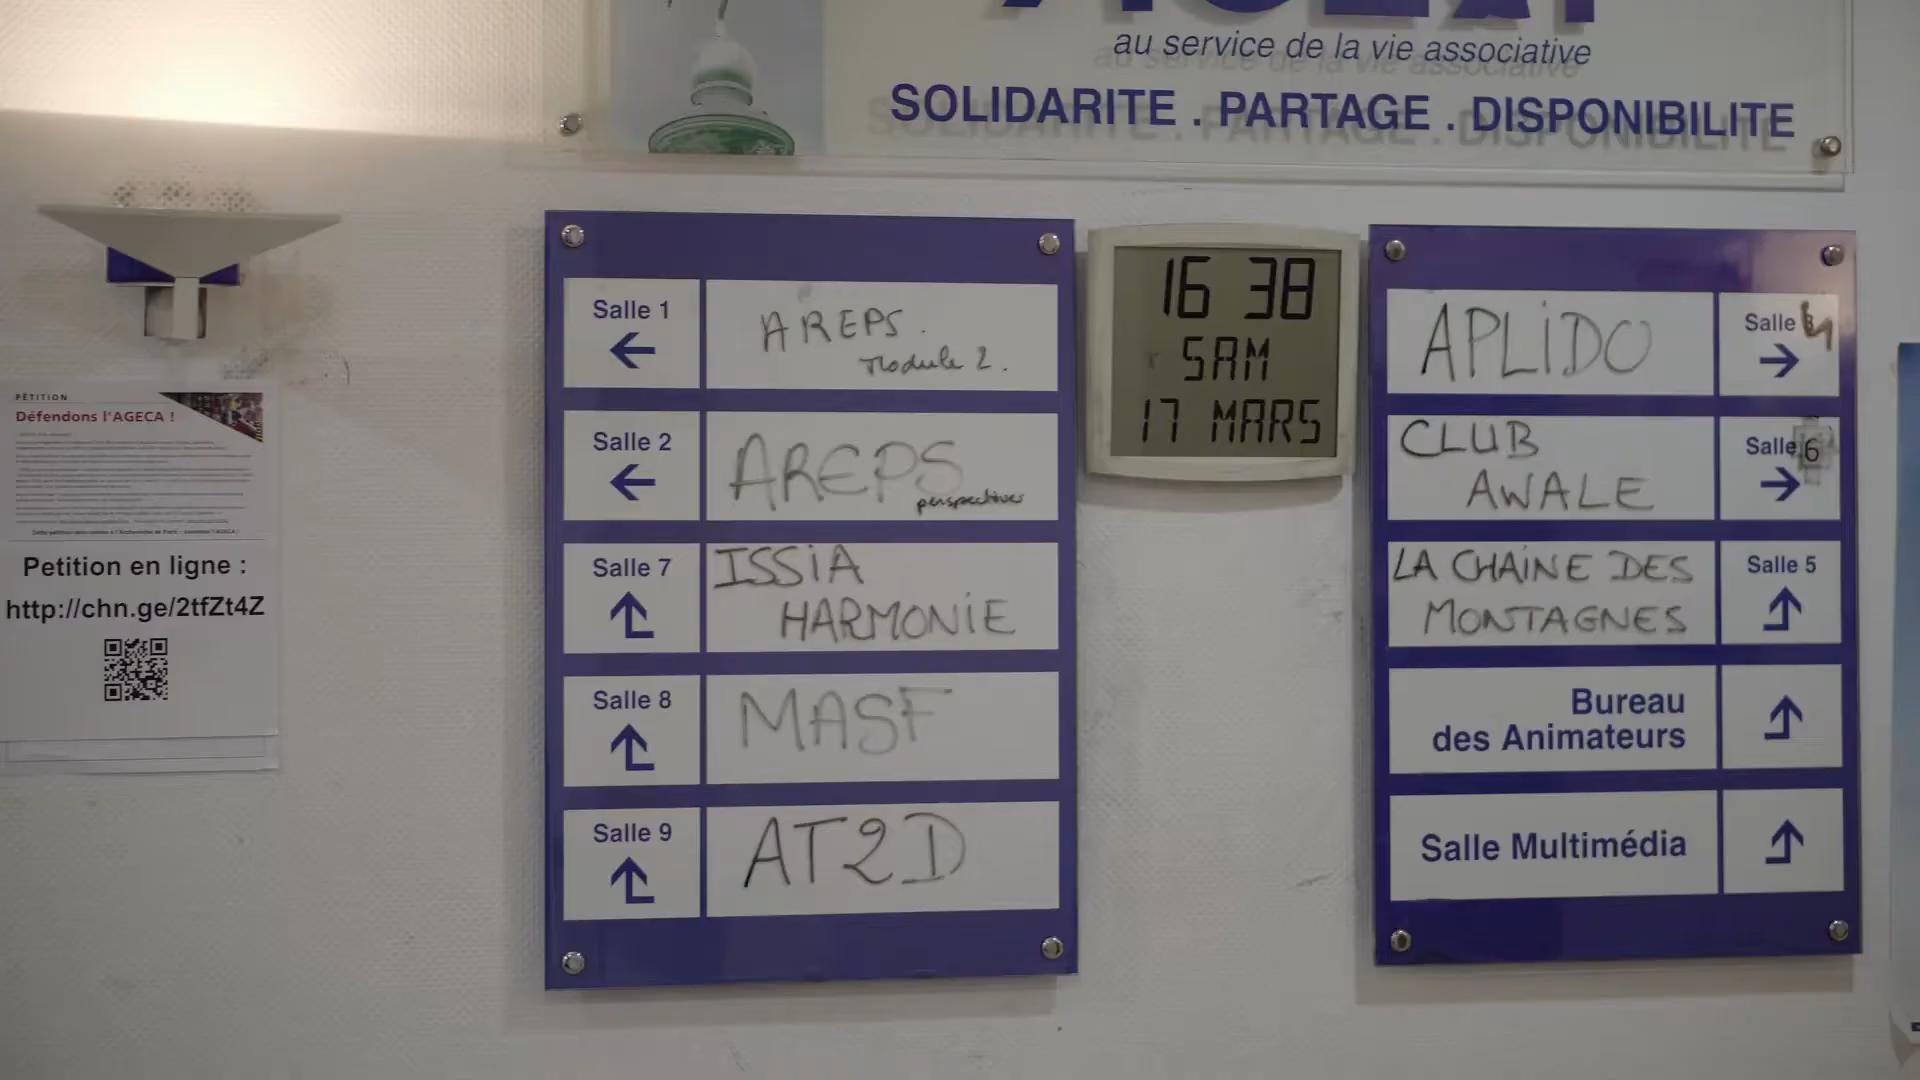 au service de la vie associative
SOLIDARITE . PARTAGE . DISPONIBILITE
PÉTITION
Défendons l'AGECA !
Petition en ligne :
http://chn.ge/2tfZt4Z
Salle 1
AREPS.
Module 2.
Salle 2
AREPS
perspectives
Salle 7
ISSIA
HARMONIE
Salle 8
MASF
Salle 9
AT2D
16 38
SAM
17 MARS
APLIDO
Salle 4
CLUB
AWALE
Salle 6
LA CHAINE DES
MONTAGNES
Salle 5
Bureau
des Animateurs
Salle Multimédia